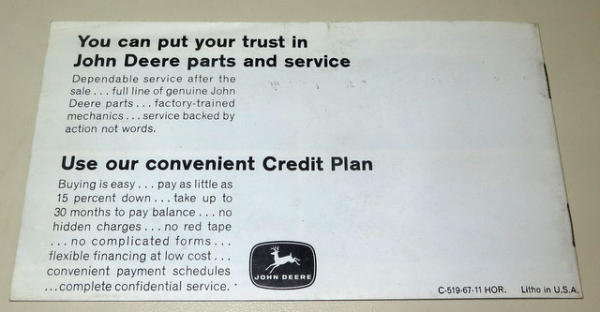 You can put your trust in
John Deere parts and service
Dependable service after the
sale . . . full line of genuine John
Deere parts . . . factory-trained
mechanics . . . service backed by
action not words.
Use our convenient Credit Plan
Buying is easy . . . pay as little as
15 percent down . . . take up to
30 months to pay balance . . . no
hidden charges . . . no red tape
. . . no complicated forms . . .
flexible financing at low cost . . .
convenient payment schedules
. . . complete confidential service.
JOHN DEERE
C-519-67-11 HOR. Litho in U.S.A.